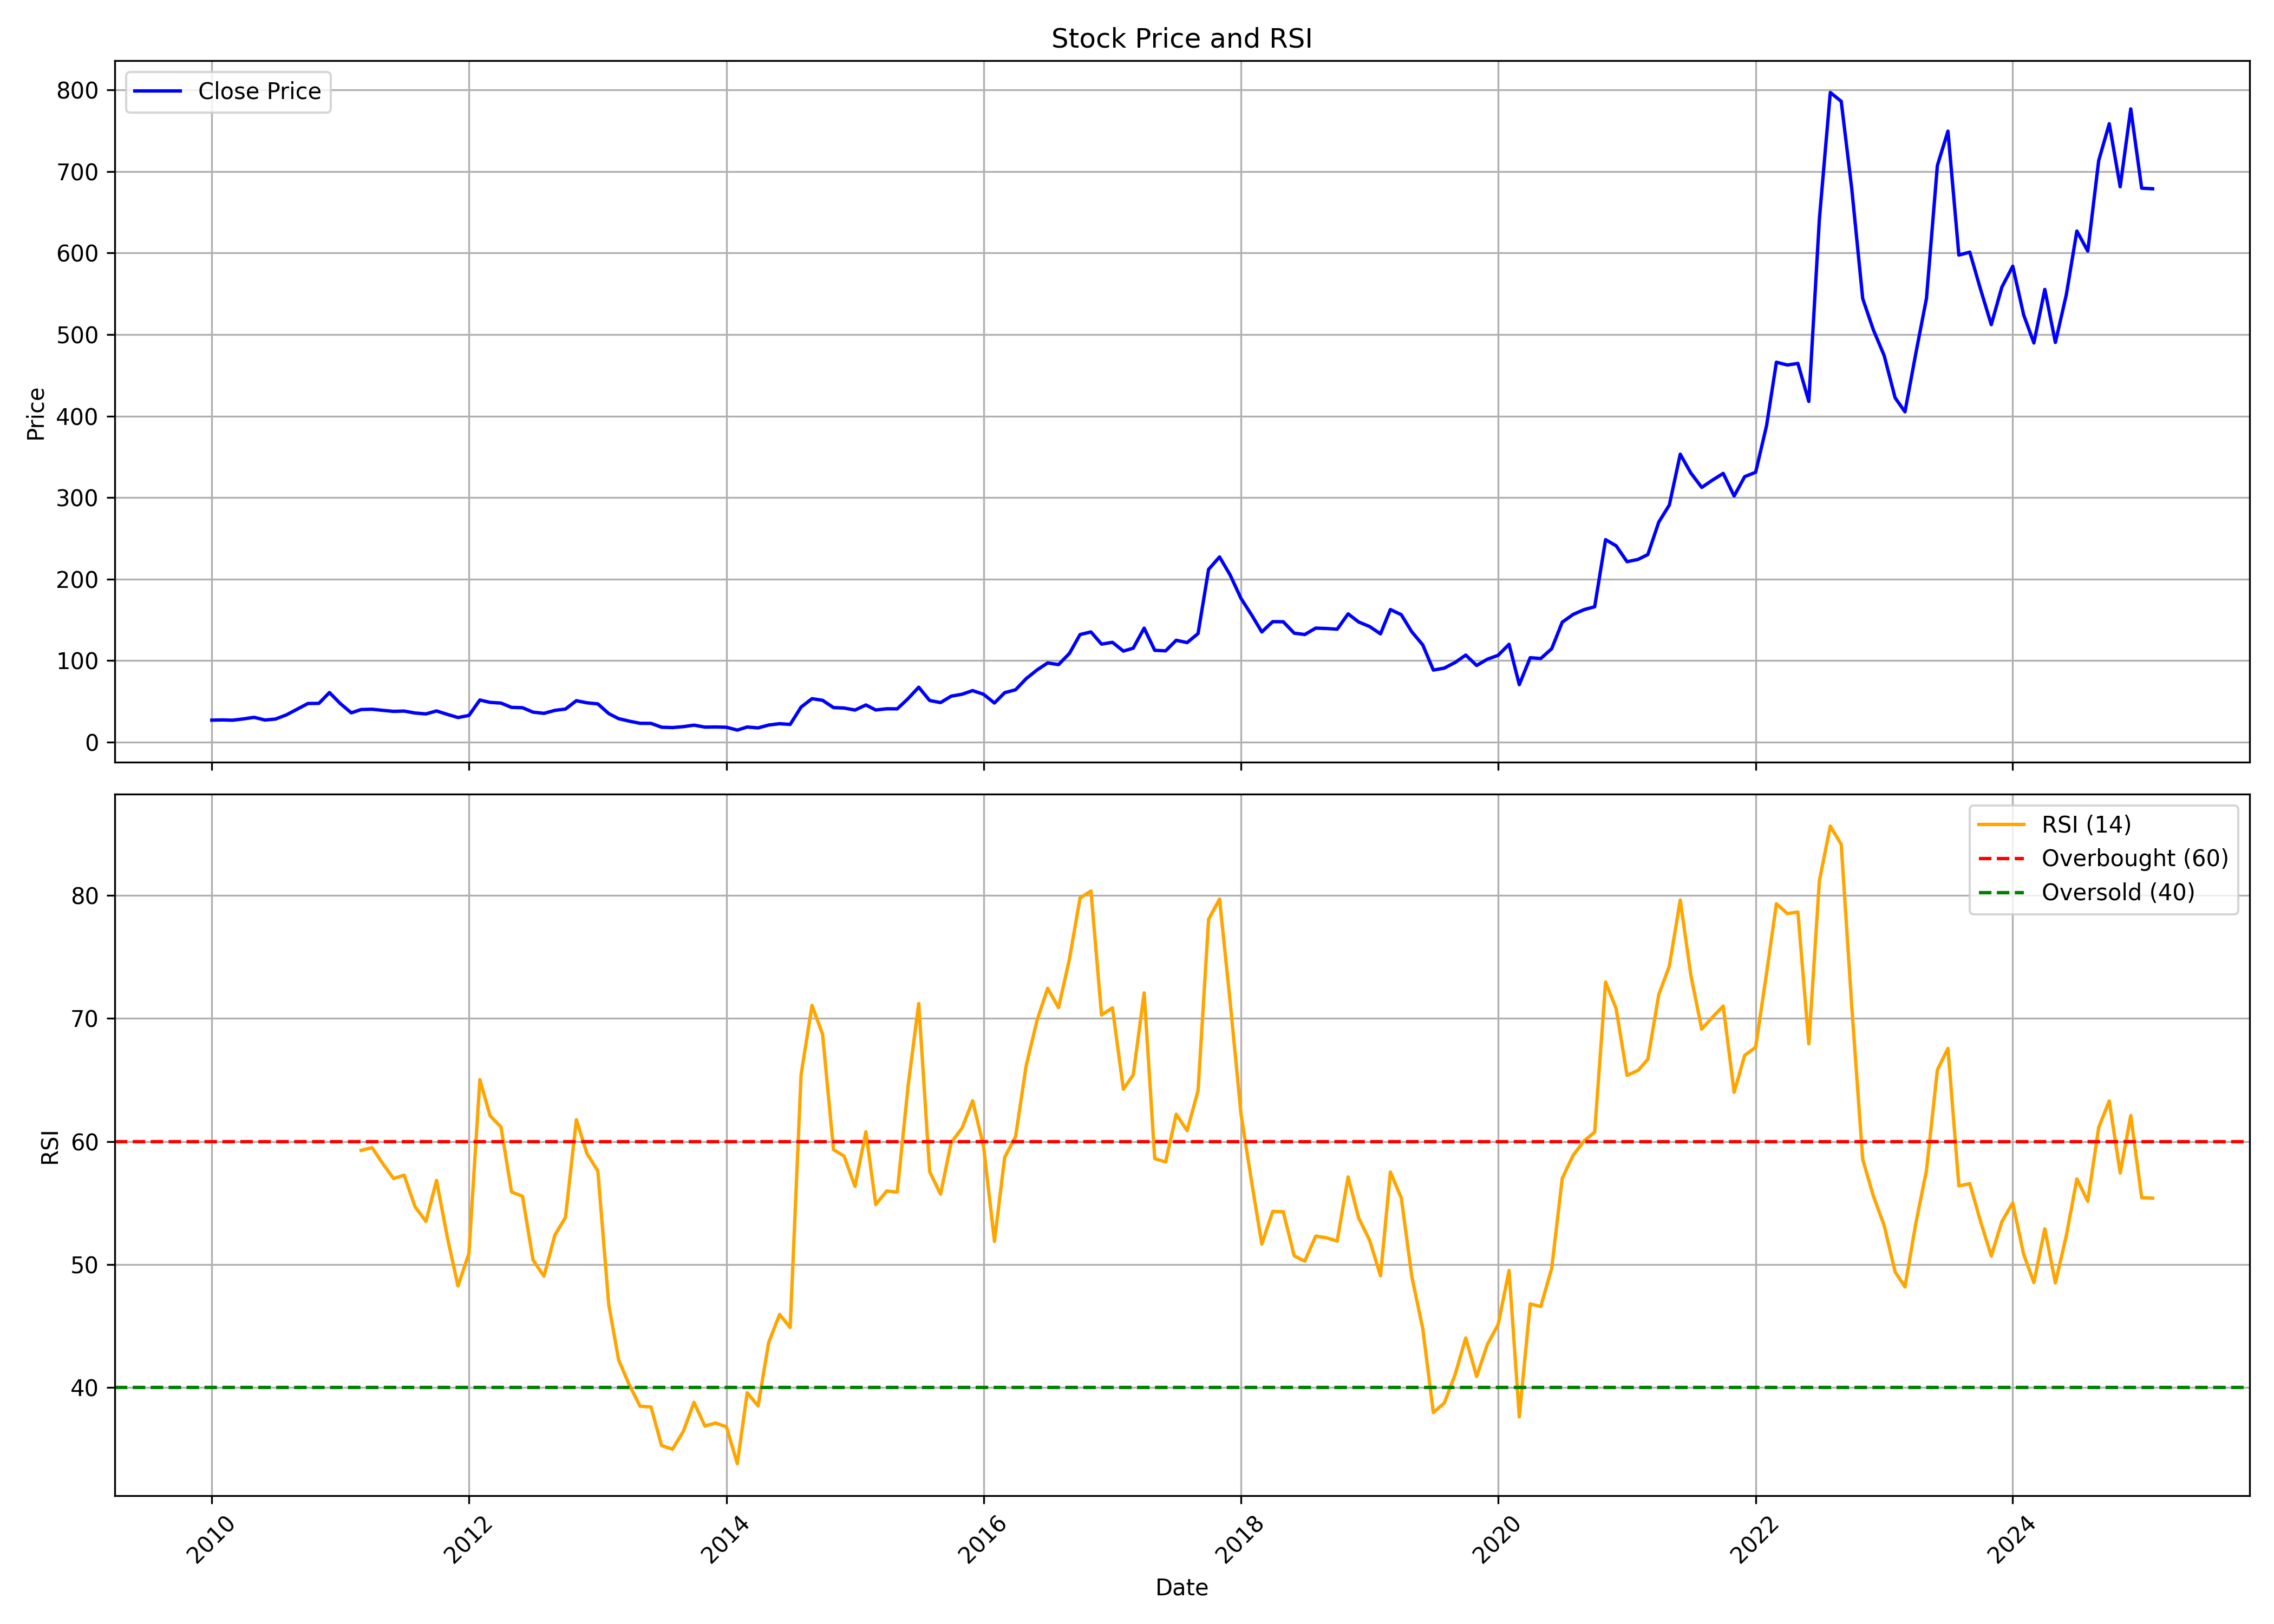 Stock Price and RSI
Close Price
800
700
600
500
400
300
200
100
0
Price
RSI (14)
Overbought (60)
Oversold (40)
80
70
60
50
40
RSI
2010
2012
2014
2016
2018
2020
2022
2024
Date